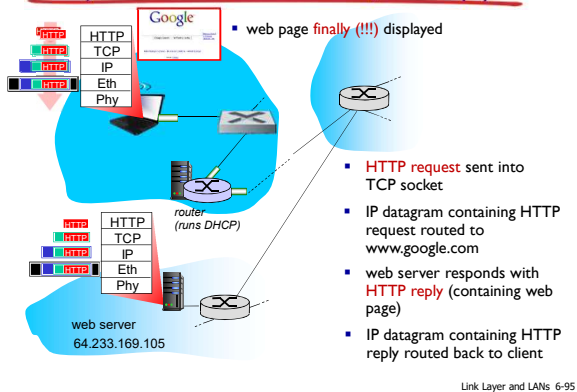 Google
web page finally (!!!) displayed
HTTP
HTTP
HTTP
HTTP
HTTP
TCP
IP
Eth
Phy
router
(runs DHCP)
HTTP request sent into
TCP socket
IP datagram containing HTTP
request routed to
www.google.com
web server responds with
HTTP reply (containing web
page)
IP datagram containing HTTP
reply routed back to client
HTTP
HTTP
HTTP
HTTP
HTTP
TCP
IP
Eth
Phy
web server
64.233.169.105
Link Layer and LANs 6-95